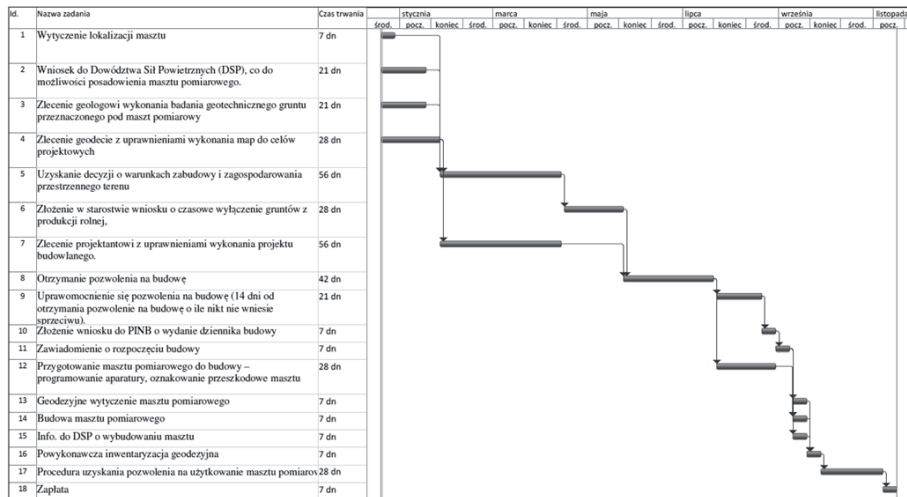 Id. Nazwa zadania Czas trwania stycznia marca maja lipca września listopada
środ. pocz. koniec środ. pocz. koniec środ. pocz. koniec środ. pocz. koniec środ. pocz. koniec środ. pocz.
1 Wytyczenie lokalizacji masztu 7 dn
2 Wniosek do Dowództwa Sił Powietrznych (DSP), co do 21 dn
możliwości posadowienia masztu pomiarowego.
3 Zlecenie geologowi wykonania badania geotechnicznego gruntu 21 dn
przeznaczonego pod maszt pomiarowy
4 Zlecenie geodecie z uprawnieniami wykonania map do celów 28 dn
projektowych
5 Uzyskanie decyzji o warunkach zabudowy i zagospodarowania 56 dn
przestrzennego terenu
6 Złożenie w starostwie wniosku o czasowe wyłączenie gruntów z 28 dn
produkcji rolnej,
7 Zlecenie projektantowi z uprawnieniami wykonania projektu 56 dn
budowlanego.
8 Otrzymanie pozwolenia na budowę 42 dn
9 Uprawomocnienie się pozwolenia na budowę (14 dni od 21 dn
otrzymania pozwolenie na budowę o ile nikt nie wniesie
sprzeciwu).
10 Złożenie wniosku do PINB o wydanie dziennika budowy 7 dn
11 Zawiadomienie o rozpoczęciu budowy 7 dn
12 Przygotowanie masztu pomiarowego do budowy – 28 dn
programowanie aparatury, oznakowanie przeszkodowe masztu
13 Geodezyjne wytyczenie masztu pomiarowego 7 dn
14 Budowa masztu pomiarowego 7 dn
15 Info. do DSP o wybudowaniu masztu 7 dn
16 Powykonawcza inwentaryzacja geodezyjna 7 dn
17 Procedura uzyskania pozwolenia na użytkowanie masztu pomiarow 28 dn
18 Zapłata 7 dn